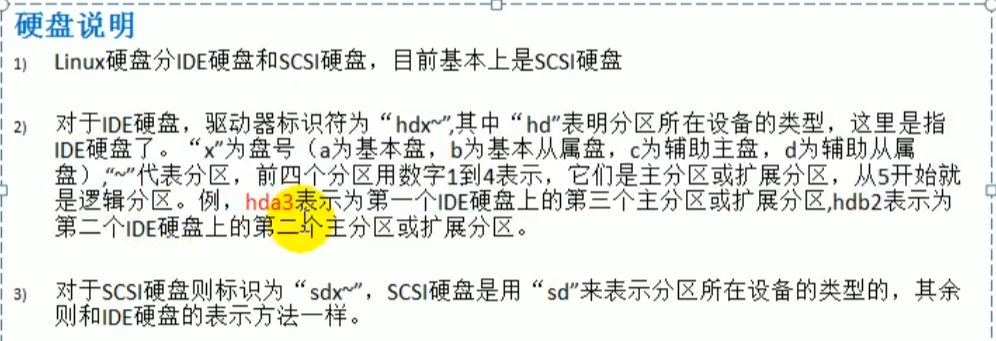 硬盘说明
1) Linux硬盘分IDE硬盘和SCSI硬盘，目前基本上是SCSI硬盘
2) 对于IDE硬盘，驱动器标识符为“hdx~”,其中“hd”表明分区所在设备的类型，这里是指
IDE硬盘了。“x”为盘号（a为基本盘，b为基本从属盘，c为辅助主盘，d为辅助从属
盘）,“~”代表分区，前四个分区用数字1到4表示，它们是主分区或扩展分区，从5开始就
是逻辑分区。例，hda3表示为第一个IDE硬盘上的第三个主分区或扩展分区,hdb2表示为
第二个IDE硬盘上的第二个主分区或扩展分区。
3) 对于SCSI硬盘则标识为“sdx~”，SCSI硬盘是用“sd”来表示分区所在设备的类型的，其余
则和IDE硬盘的表示方法一样。